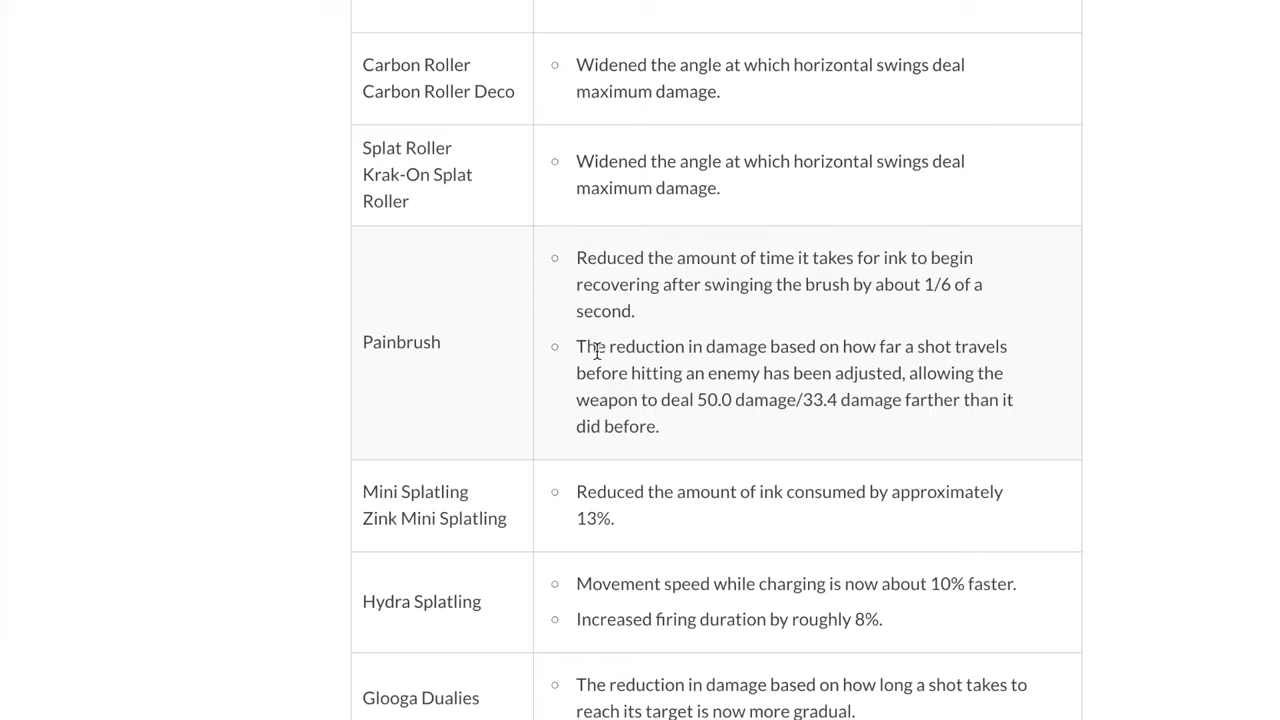 Carbon Roller
Carbon Roller Deco
Widened the angle at which horizontal swings deal
maximum damage.
Splat Roller
Krak-On Splat
Roller
Widened the angle at which horizontal swings deal
maximum damage.
Painbrush
Reduced the amount of time it takes for ink to begin
recovering after swinging the brush by about 1/6 of a
second.
The reduction in damage based on how far a shot travels
before hitting an enemy has been adjusted, allowing the
weapon to deal 50.0 damage/33.4 damage farther than it
did before.
Mini Splatling
Zink Mini Splatling
Reduced the amount of ink consumed by approximately
13%.
Hydra Splatling
Movement speed while charging is now about 10% faster.
Increased firing duration by roughly 8%.
Glooga Dualies
The reduction in damage based on how long a shot takes to
reach its target is now more gradual.